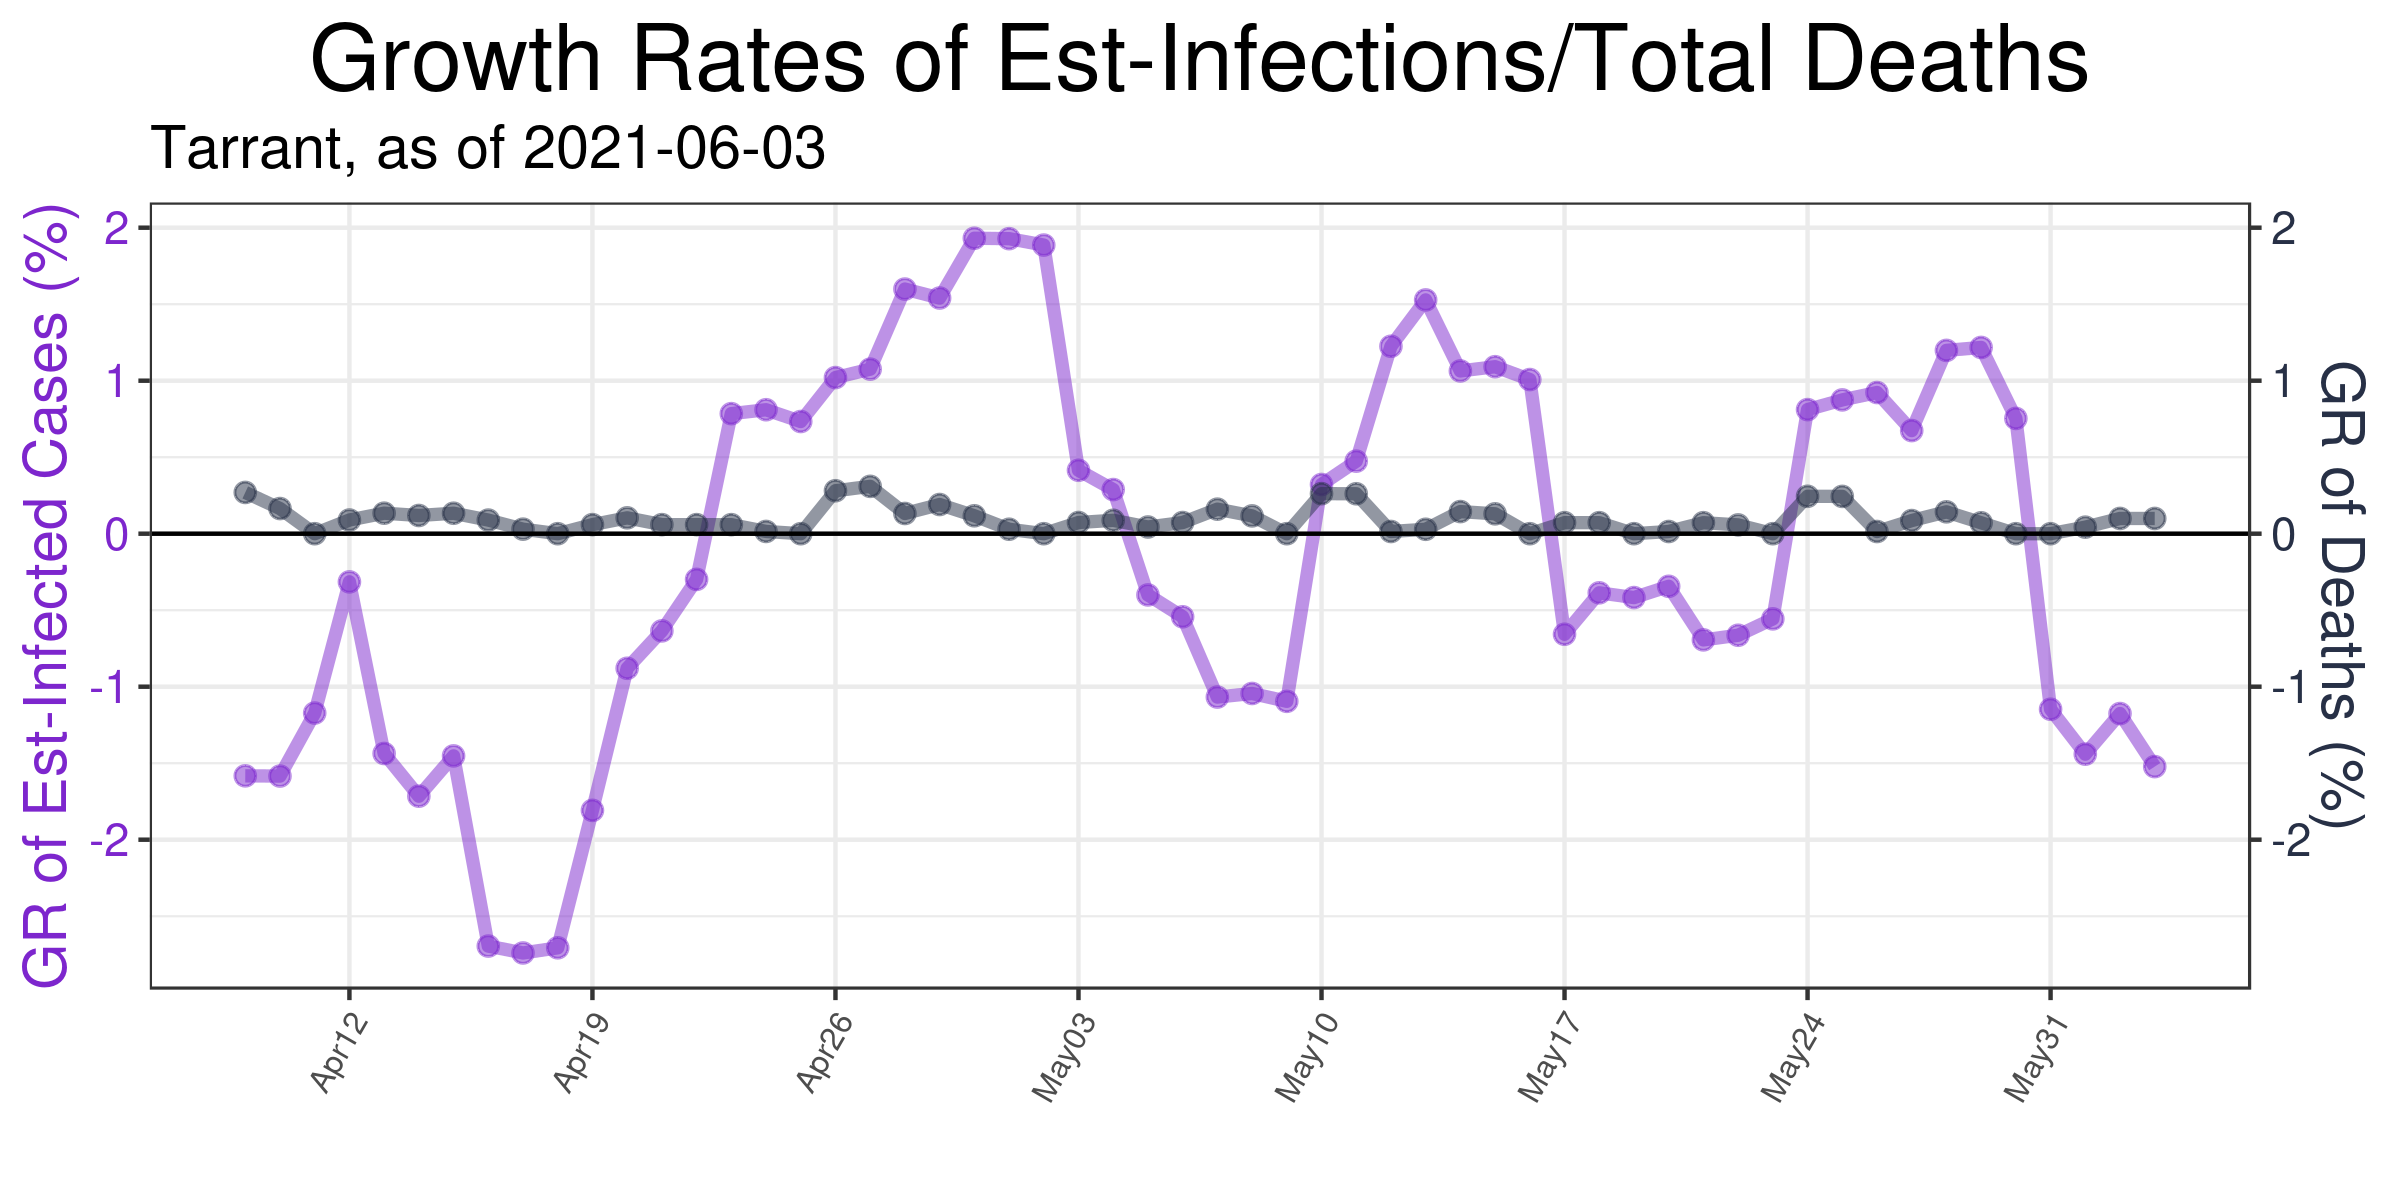 Growth Rates of Est-Infections/Total Deaths
Tarrant, as of 2021-06-03
GR of Est-Infected Cases (%)
2
1
0
-1
-2
2
1
0
-1
-2
GR of Deaths (%)
Apr12
Apr19
Apr26
May03
May10
May17
May24
May31